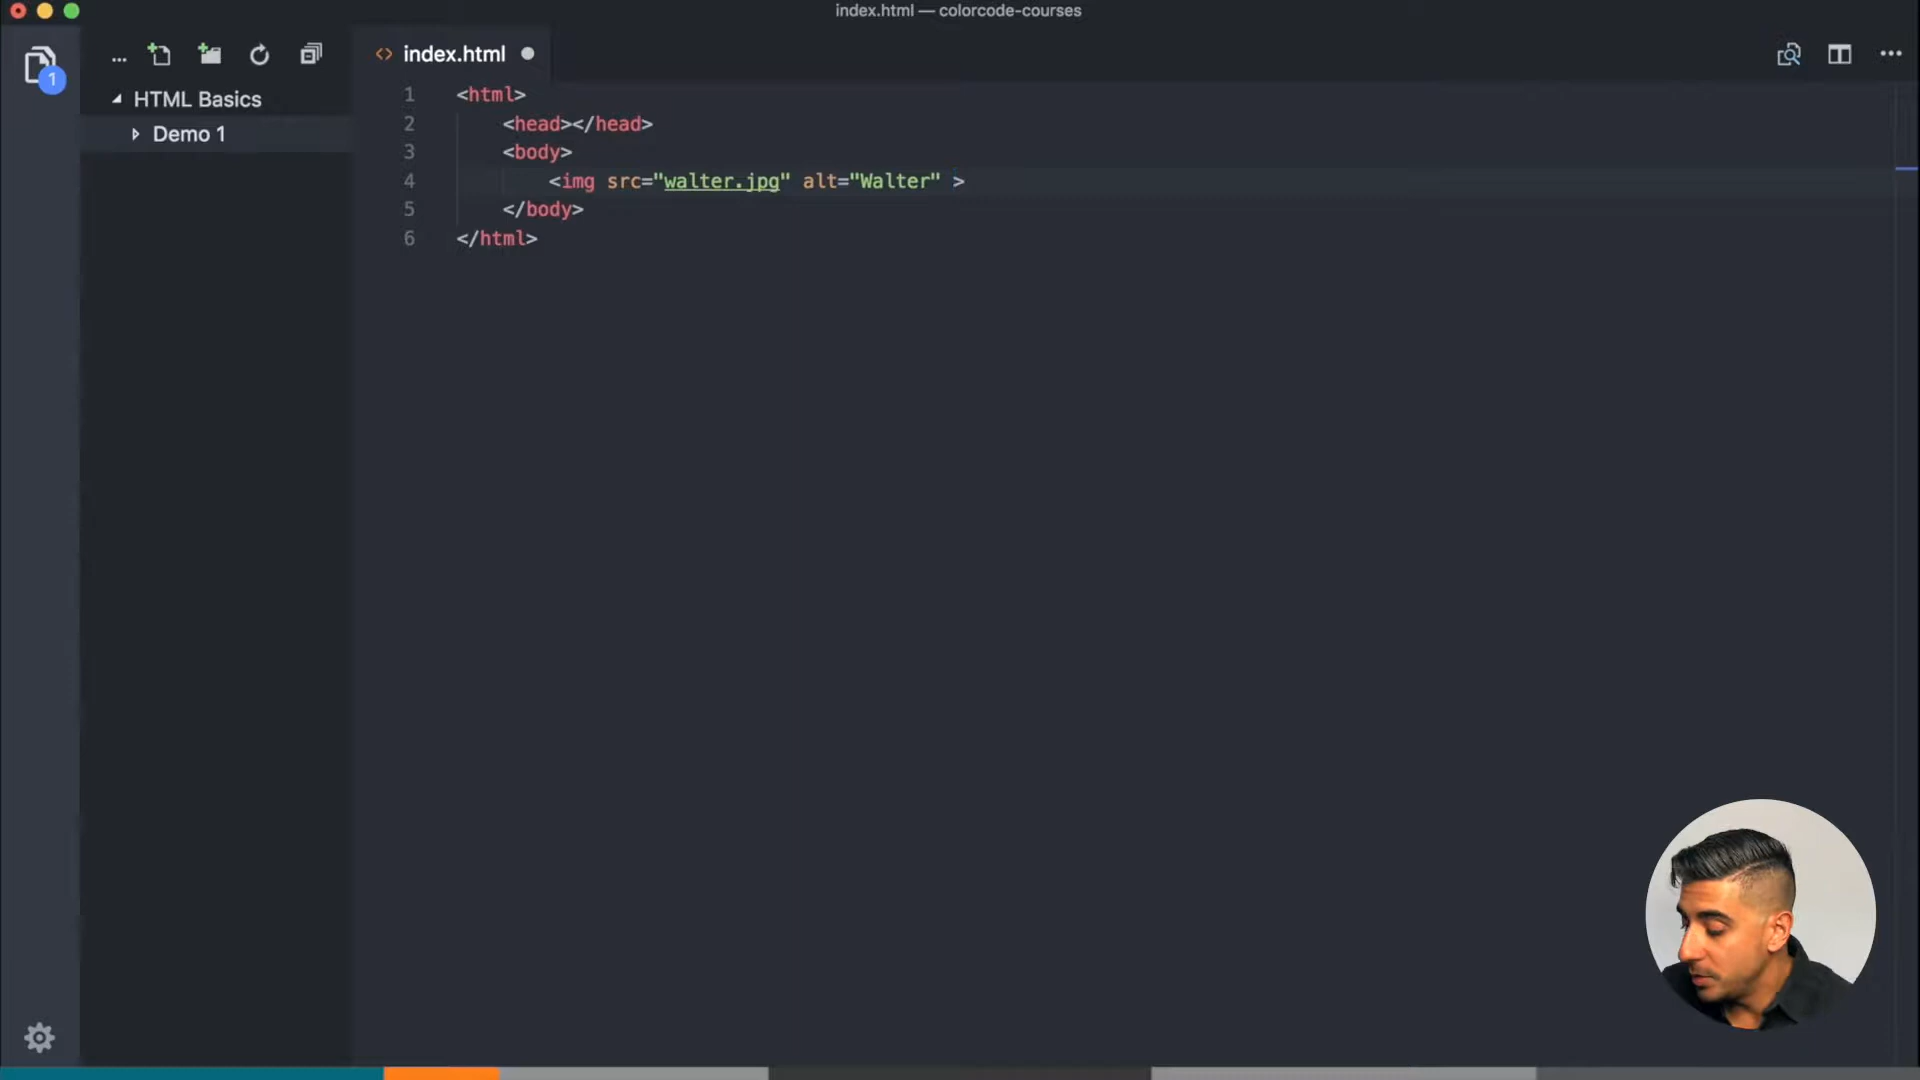 index.html — colorcode-courses
index.html
1
HTML Basics
Demo 1
1 <html>
2 <head></head>
3 <body>
4 <img src="walter.jpg" alt="Walter" >
5 </body>
6 </html>